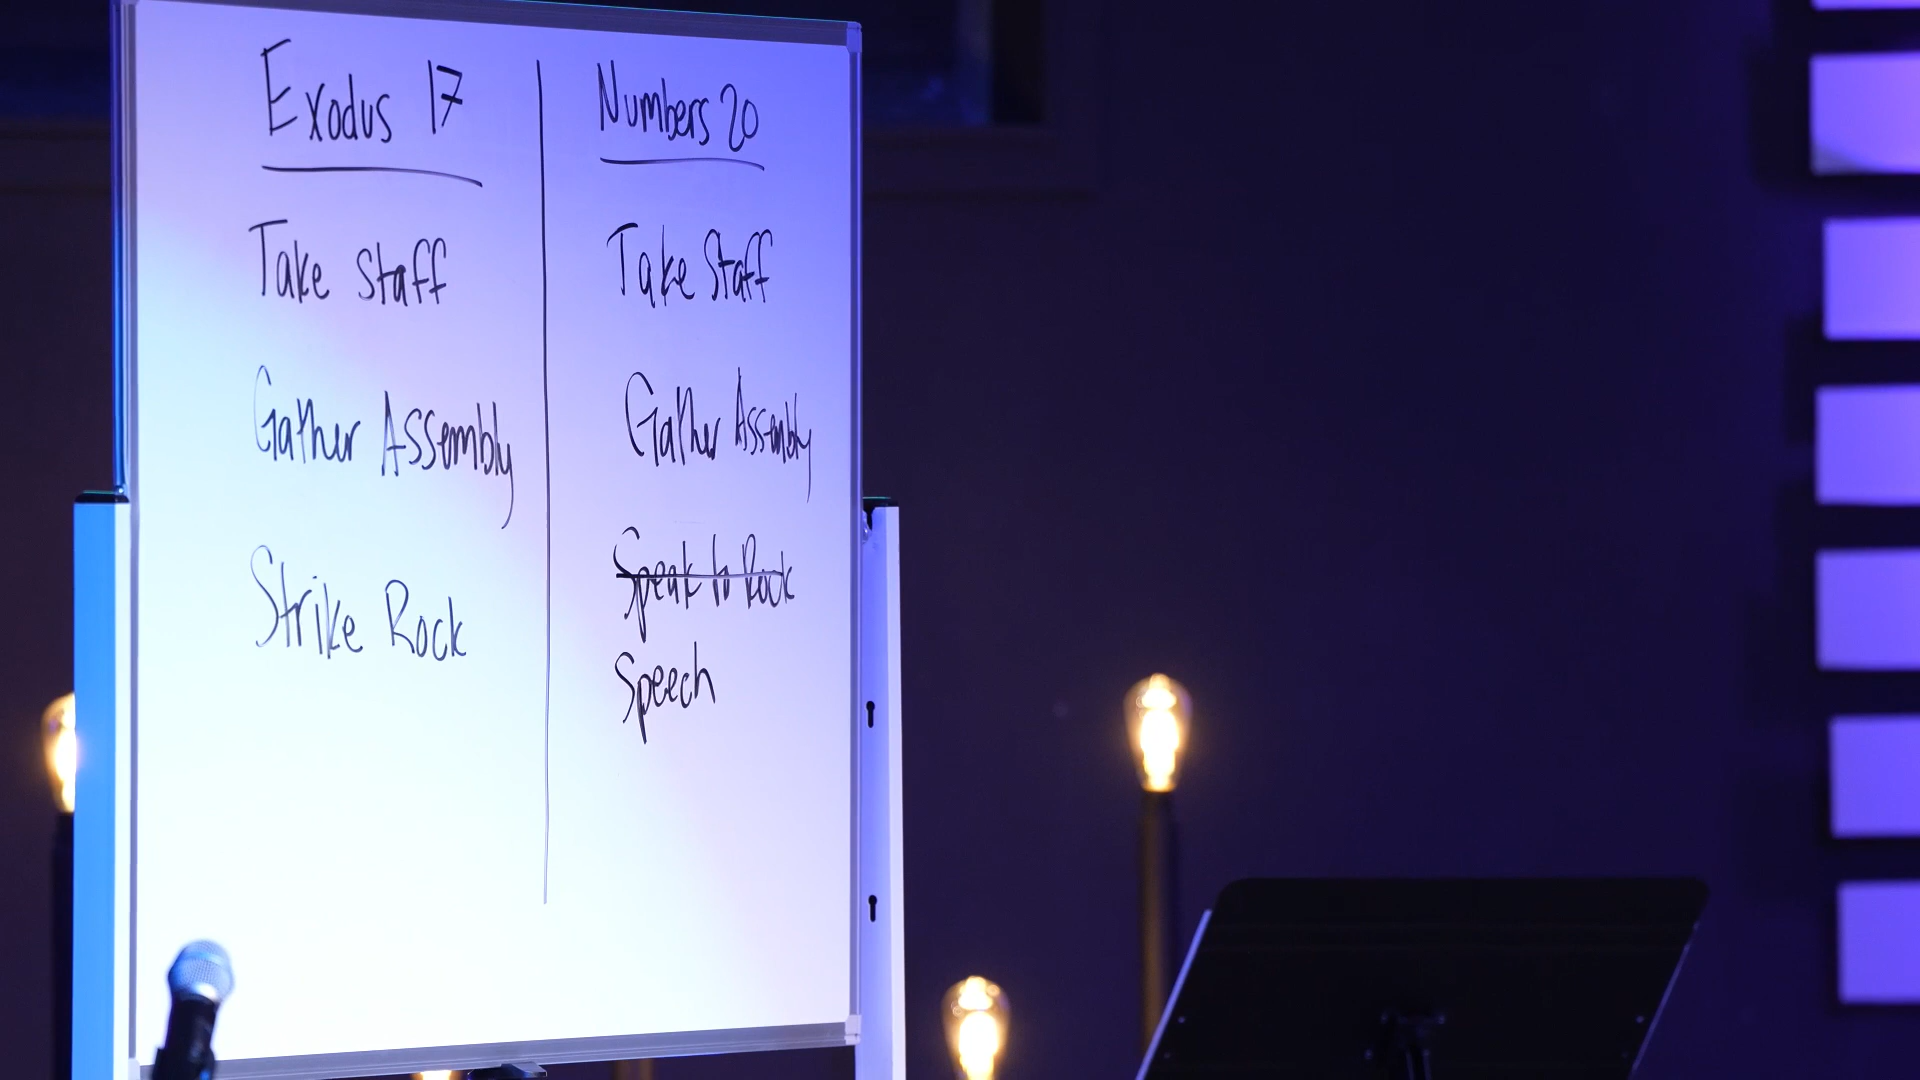 Exodus 17
Take staff
Gather Assembly
Strike Rock
Numbers 20
Take Staff
Gather Assembly
Speak to Rock
Speech